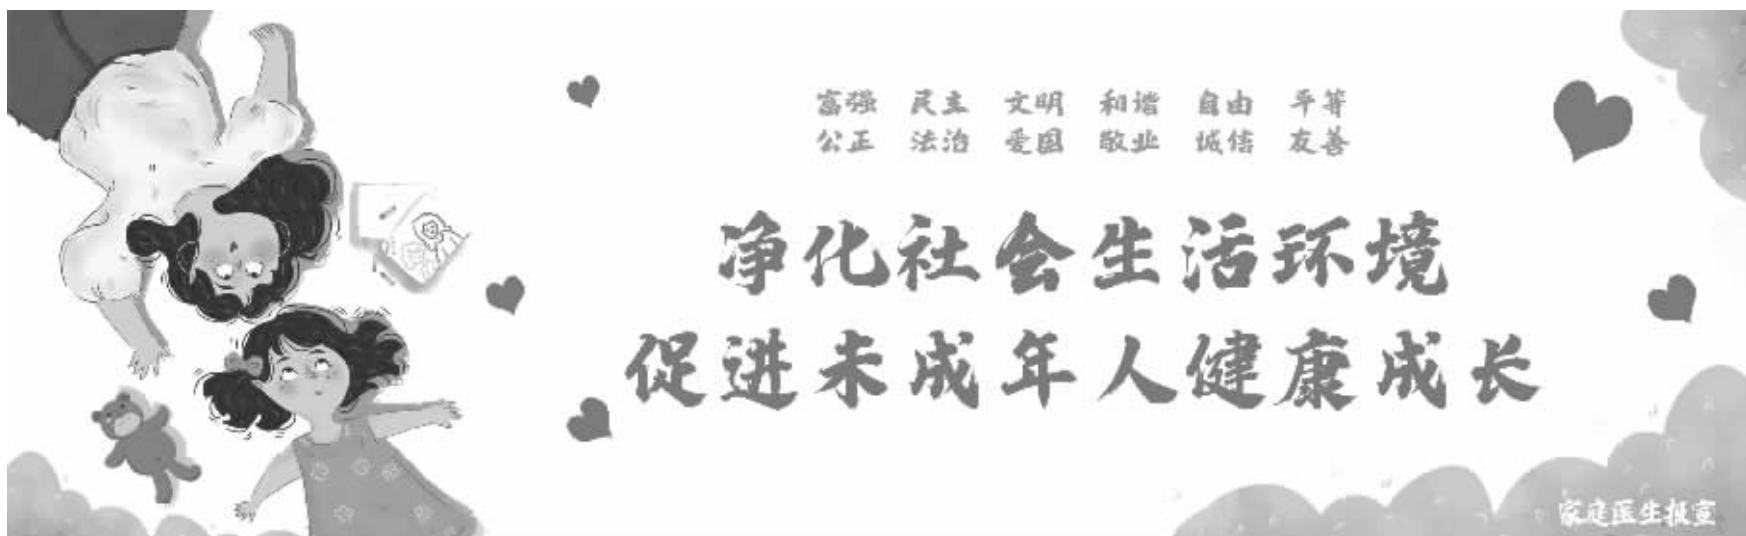 富强 民主 文明 和谐 自由 平等
公正 法治 爱国 敬业 诚信 友善
净化社会生活环境
促进未成年人健康成长
家庭医生报宣